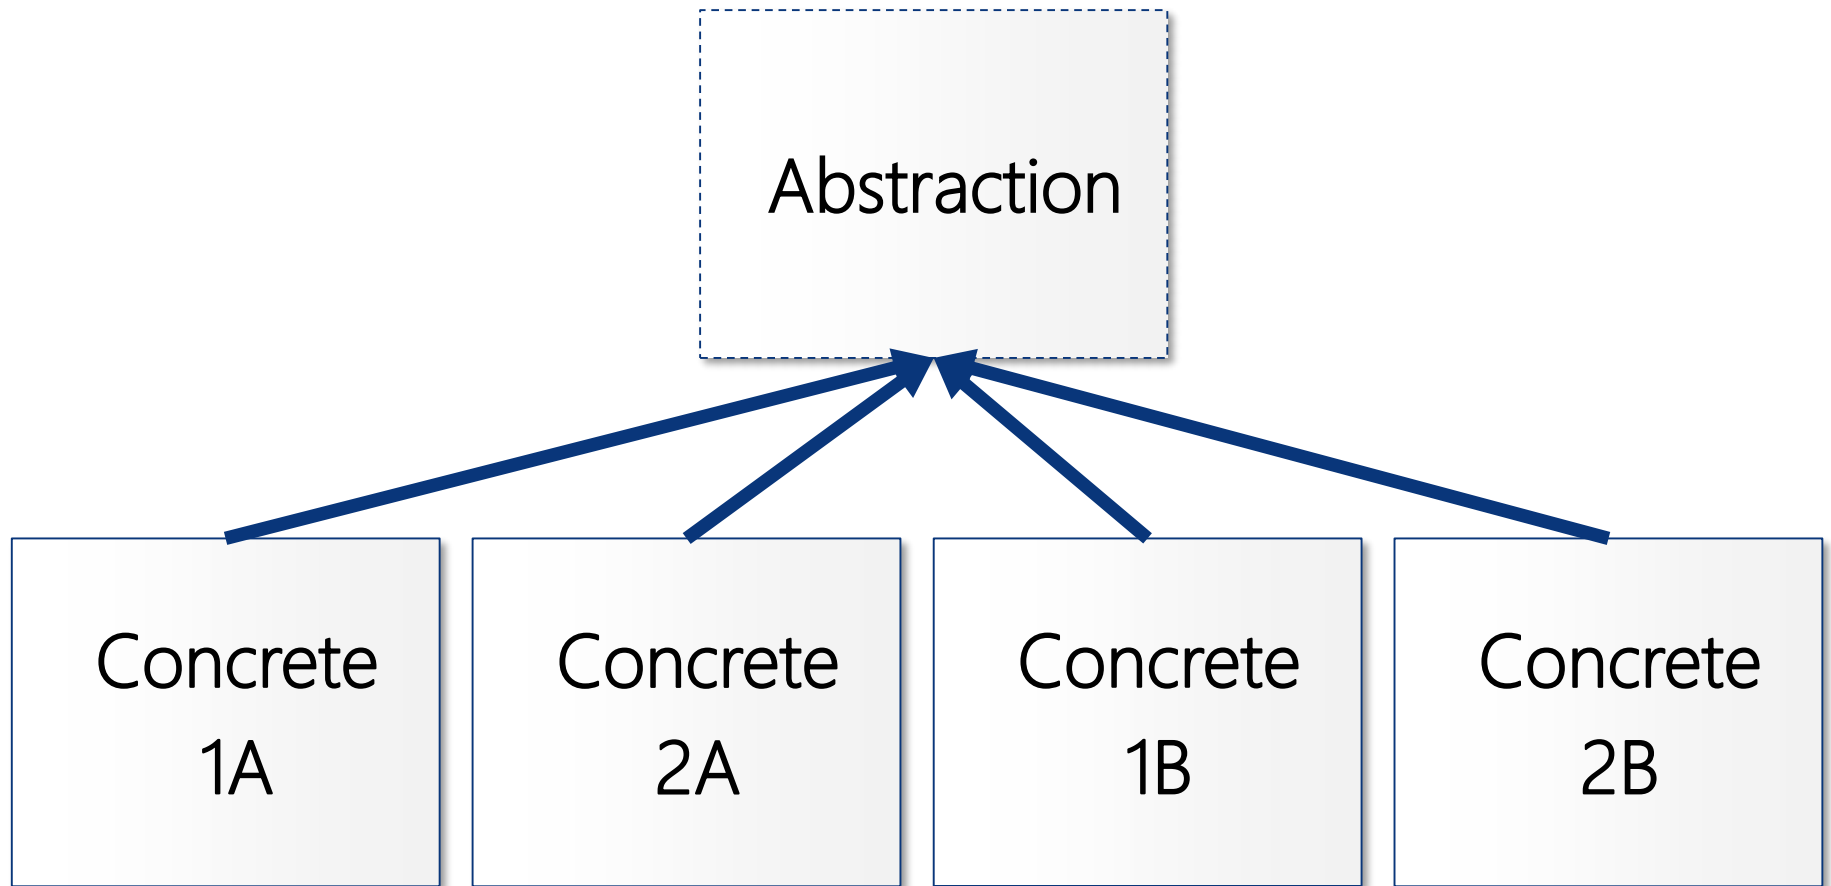 Abstraction
Concrete
1A
Concrete
2A
Concrete
1B
Concrete
2B